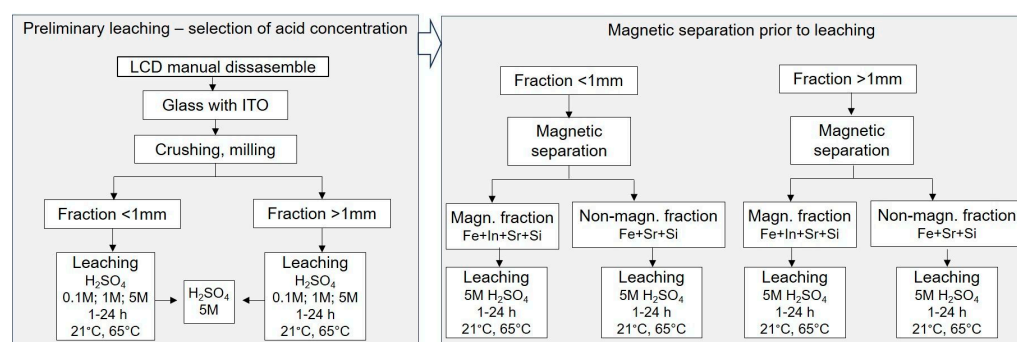 Preliminary leaching – selection of acid concentration
LCD manual dissasemble
Glass with ITO
Crushing, milling
Fraction <1mm
Fraction >1mm
Leaching
H₂SO₄
0.1M; 1M; 5M
1-24 h
21°C, 65°C
H₂SO₄
5M
Leaching
H₂SO₄
0.1M; 1M; 5M
1-24 h
21°C, 65°C
Magnetic separation prior to leaching
Fraction <1mm
Magnetic
separation
Magn. fraction
Fe+In+Sr+Si
Non-magn. fraction
Fe+Sr+Si
Leaching
5M H₂SO₄
1-24 h
21°C, 65°C
Leaching
5M H₂SO₄
1-24 h
21°C, 65°C
Fraction >1mm
Magnetic
separation
Magn. fraction
Fe+In+Sr+Si
Non-magn. fraction
Fe+Sr+Si
Leaching
5M H₂SO₄
1-24 h
21°C, 65°C
Leaching
5M H₂SO₄
1-24 h
21°C, 65°C